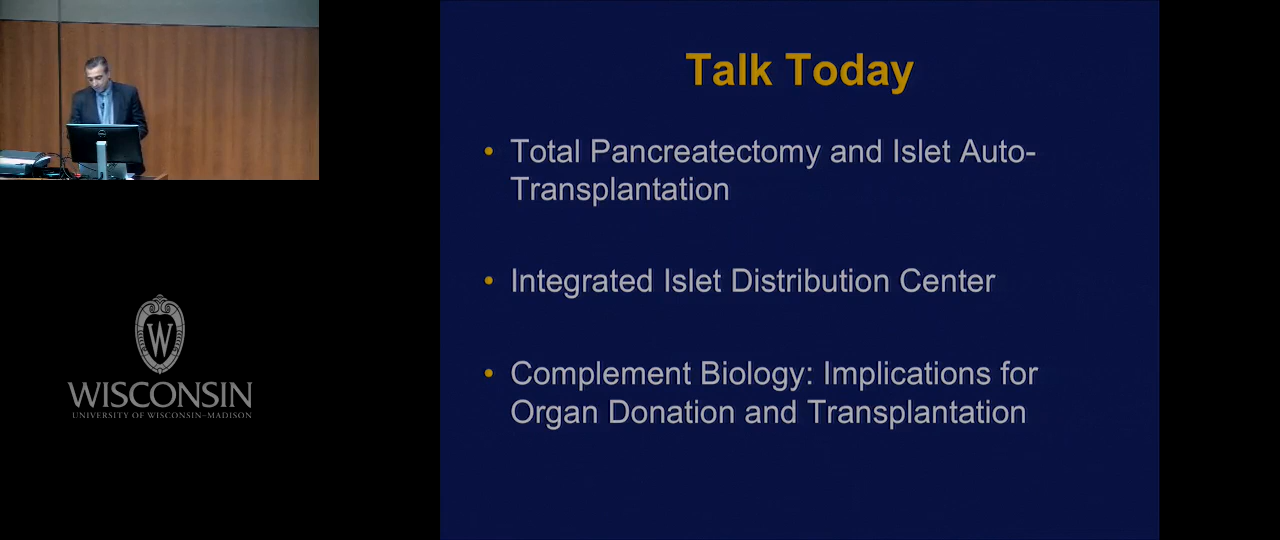 Talk Today
• Total Pancreatectomy and Islet Auto-
Transplantation
• Integrated Islet Distribution Center
• Complement Biology: Implications for
Organ Donation and Transplantation
W
WISCONSIN
UNIVERSITY OF WISCONSIN–MADISON